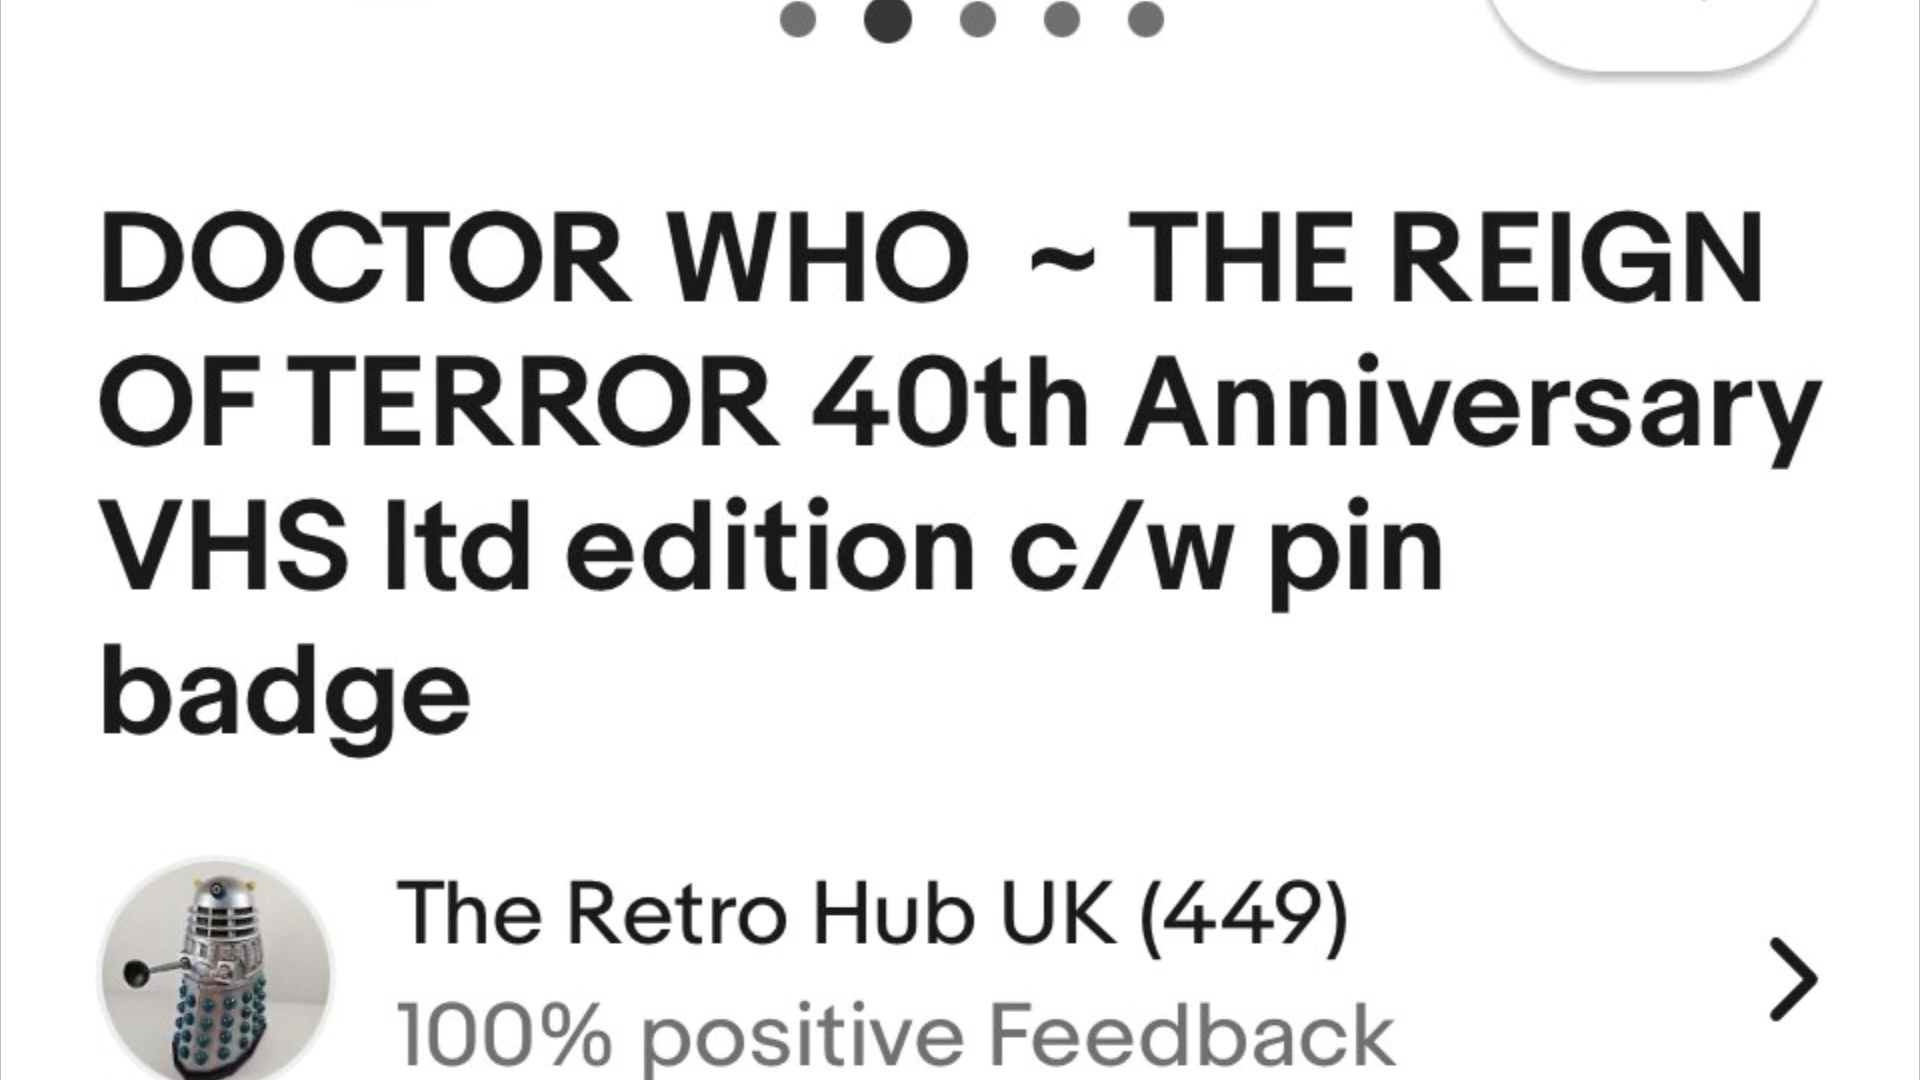 DOCTOR WHO ~ THE REIGN
OF TERROR 40th Anniversary
VHS ltd edition c/w pin
badge
The Retro Hub UK (449)
100% positive Feedback